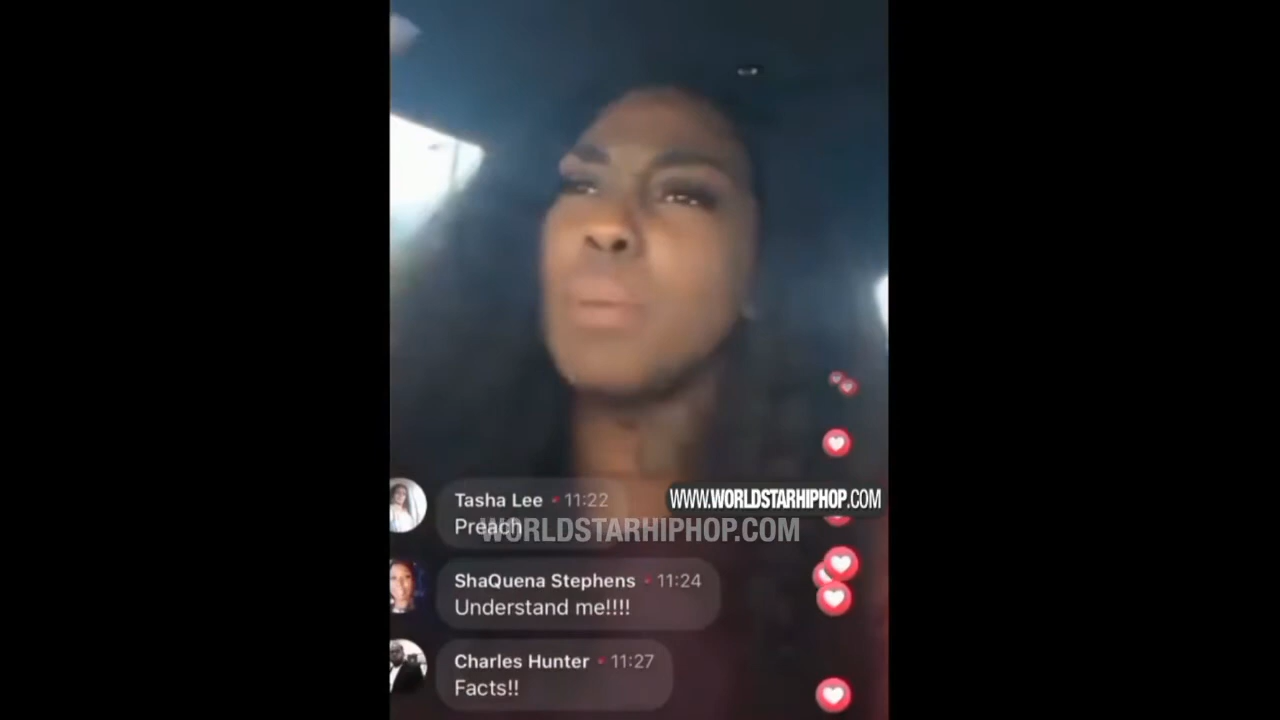 Tasha Lee • 11:22
WWW.WORLDSTARHIPHOP.COM
Preach
WORLDSTARHIPHOP.COM
ShaQuena Stephens • 11:24
Understand me!!!!
Charles Hunter • 11:27
Facts!!